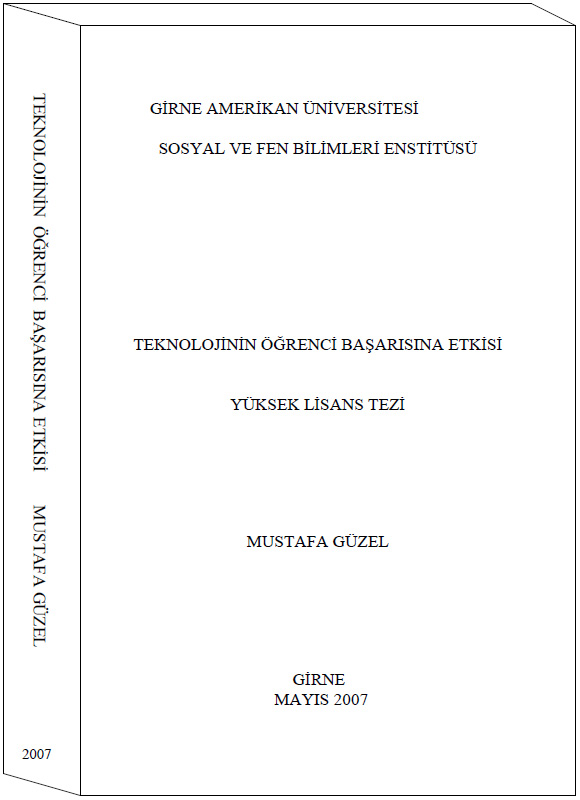 GİRNE AMERİKAN ÜNİVERSİTESİ
SOSYAL VE FEN BİLİMLERİ ENSTİTÜSÜ
TEKNOLOJİNİN ÖĞRENCİ BAŞARISINA ETKİSİ
YÜKSEK LİSANS TEZİ
MUSTAFA GÜZEL
GİRNE
MAYIS 2007
TEKNOLOJİNİN ÖĞRENCİ BAŞARISINA ETKİSİ MUSTAFA GÜZEL
2007